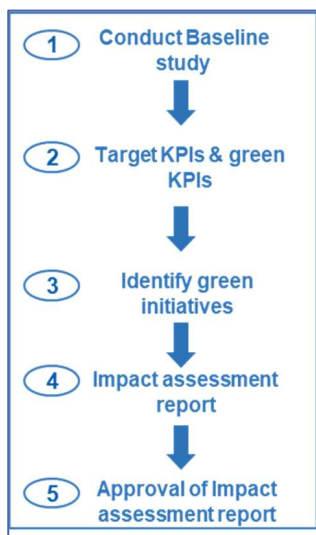 1 Conduct Baseline
study
2 Target KPIs & green
KPIs
3 Identify green
initiatives
4 Impact assessment
report
5 Approval of Impact
assessment report